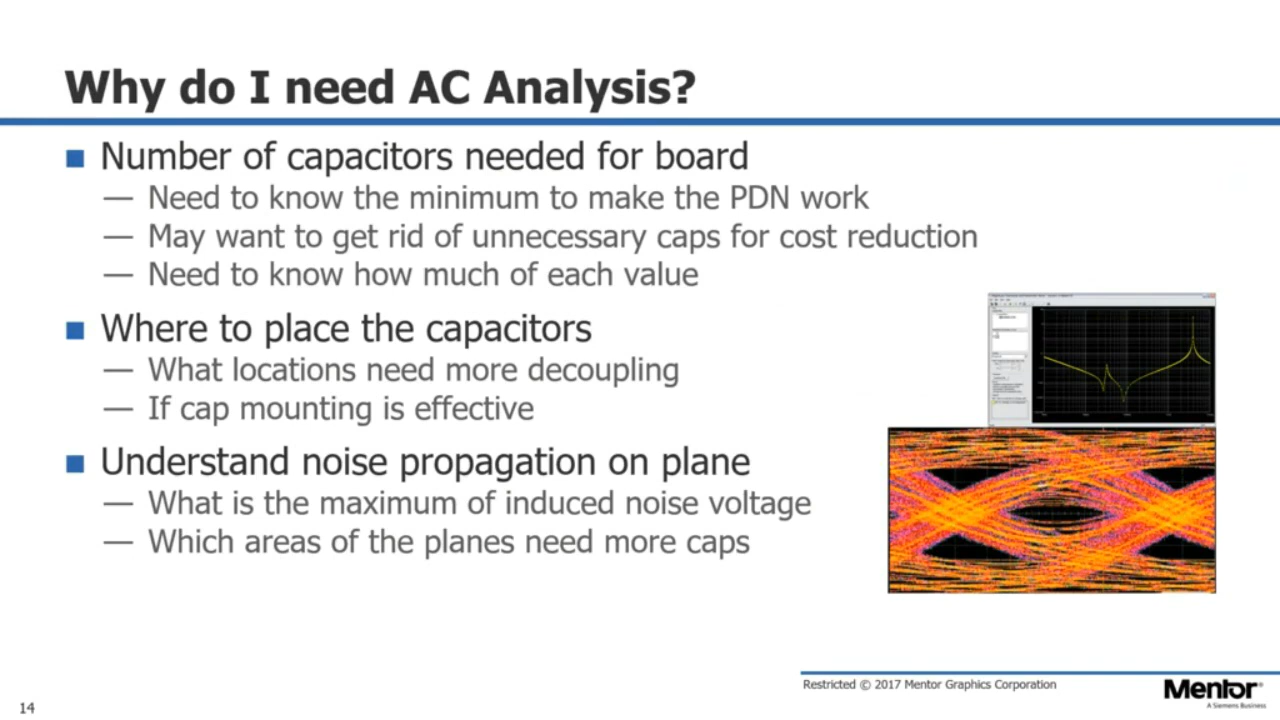 Why do I need AC Analysis?
Number of capacitors needed for board
— Need to know the minimum to make the PDN work
— May want to get rid of unnecessary caps for cost reduction
— Need to know how much of each value
Where to place the capacitors
— What locations need more decoupling
— If cap mounting is effective
Understand noise propagation on plane
— What is the maximum of induced noise voltage
— Which areas of the planes need more caps
Restricted © 2017 Mentor Graphics Corporation
Mentor®
A Siemens Business
14